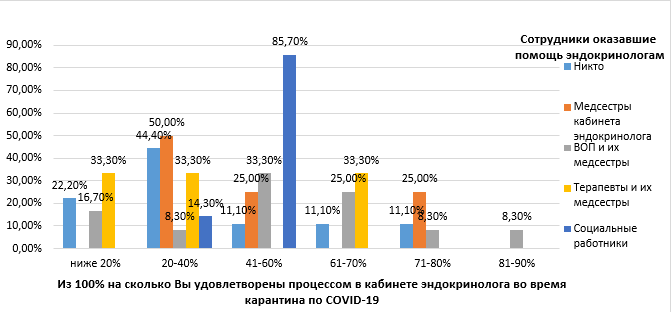 Сотрудники оказавшие
помощь эндокринологам
Никто
Медсестры
кабинета
эндокринолога
ВОП и их
медсестры
Терапевты и их
медсестры
Социальные
работники
90,00%
80,00%
70,00%
60,00%
50,00%
40,00%
30,00%
20,00%
10,00%
0,00%
22,20%
16,70%
33,30%
44,40%
50,00%
8,30%
33,30%
14,30%
11,10%
25,00%
33,30%
85,70%
11,10%
25,00%
33,30%
11,10%
25,00%
8,30%
8,30%
ниже 20%
20-40%
41-60%
61-70%
71-80%
81-90%
Из 100% на сколько Вы удовлетворены процессом в кабинете эндокринолога во время
карантина по COVID-19